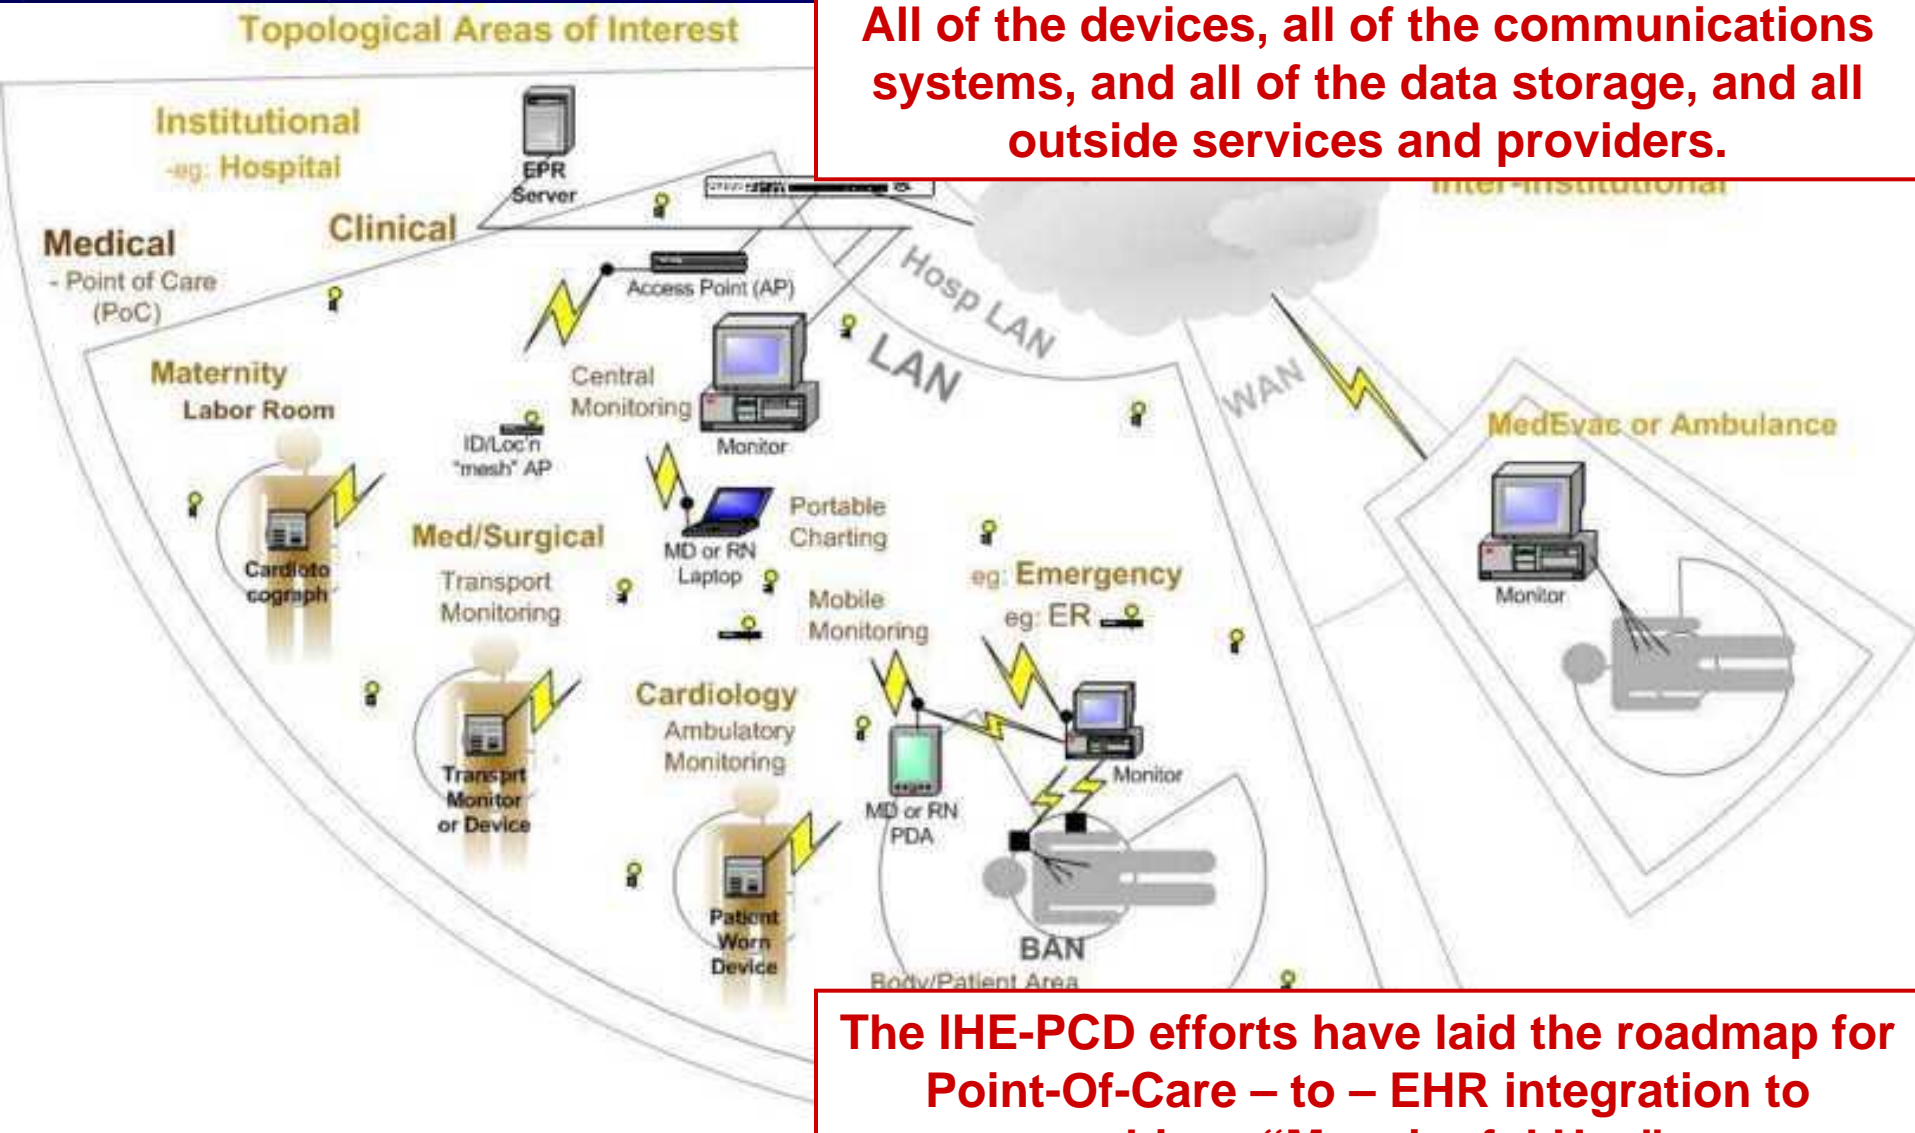 Topological Areas of Interest
All of the devices, all of the communications
systems, and all of the data storage, and all
outside services and providers.
Institutional
-eg: Hospital
EPR
Server
Inter-Institutional
Medical
- Point of Care
(PoC)
Clinical
Access Point (AP)
Hosp LAN
LAN
WAN
Maternity
Labor Room
Cardioto
cograph
ID/Loc'n
"mesh" AP
Central
Monitoring
Monitor
MedEvac or Ambulance
Monitor
Med/Surgical
Transport
Monitoring
MD or RN
Laptop
Portable
Charting
Mobile
Monitoring
eg: Emergency
eg: ER
Transprt
Monitor
or Device
Cardiology
Ambulatory
Monitoring
MD or RN
PDA
Monitor
Patient
Worn
Device
BAN
Body/Patient Area
The IHE-PCD efforts have laid the roadmap for
Point-Of-Care – to – EHR integration to